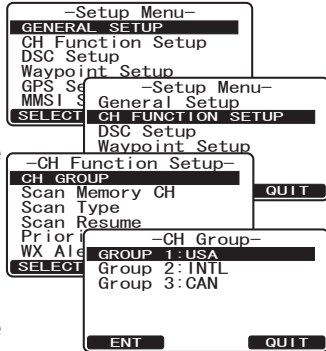 -Setup Menu-
GENERAL SETUP
CH Function Setup
DSC Setup
Waypoint Setup
GPS Se
MMSI S
SELECT
-Setup Menu-
General Setup
CH FUNCTION SETUP
DSC Setup
Waypoint Setup
QUIT
-CH Function Setup-
CH GROUP
Scan Memory CH
Scan Type
Scan Resume
Priori
WX Ale
SELECT
-CH Group-
GROUP 1:USA
Group 2:INTL
Group 3:CAN
ENT QUIT